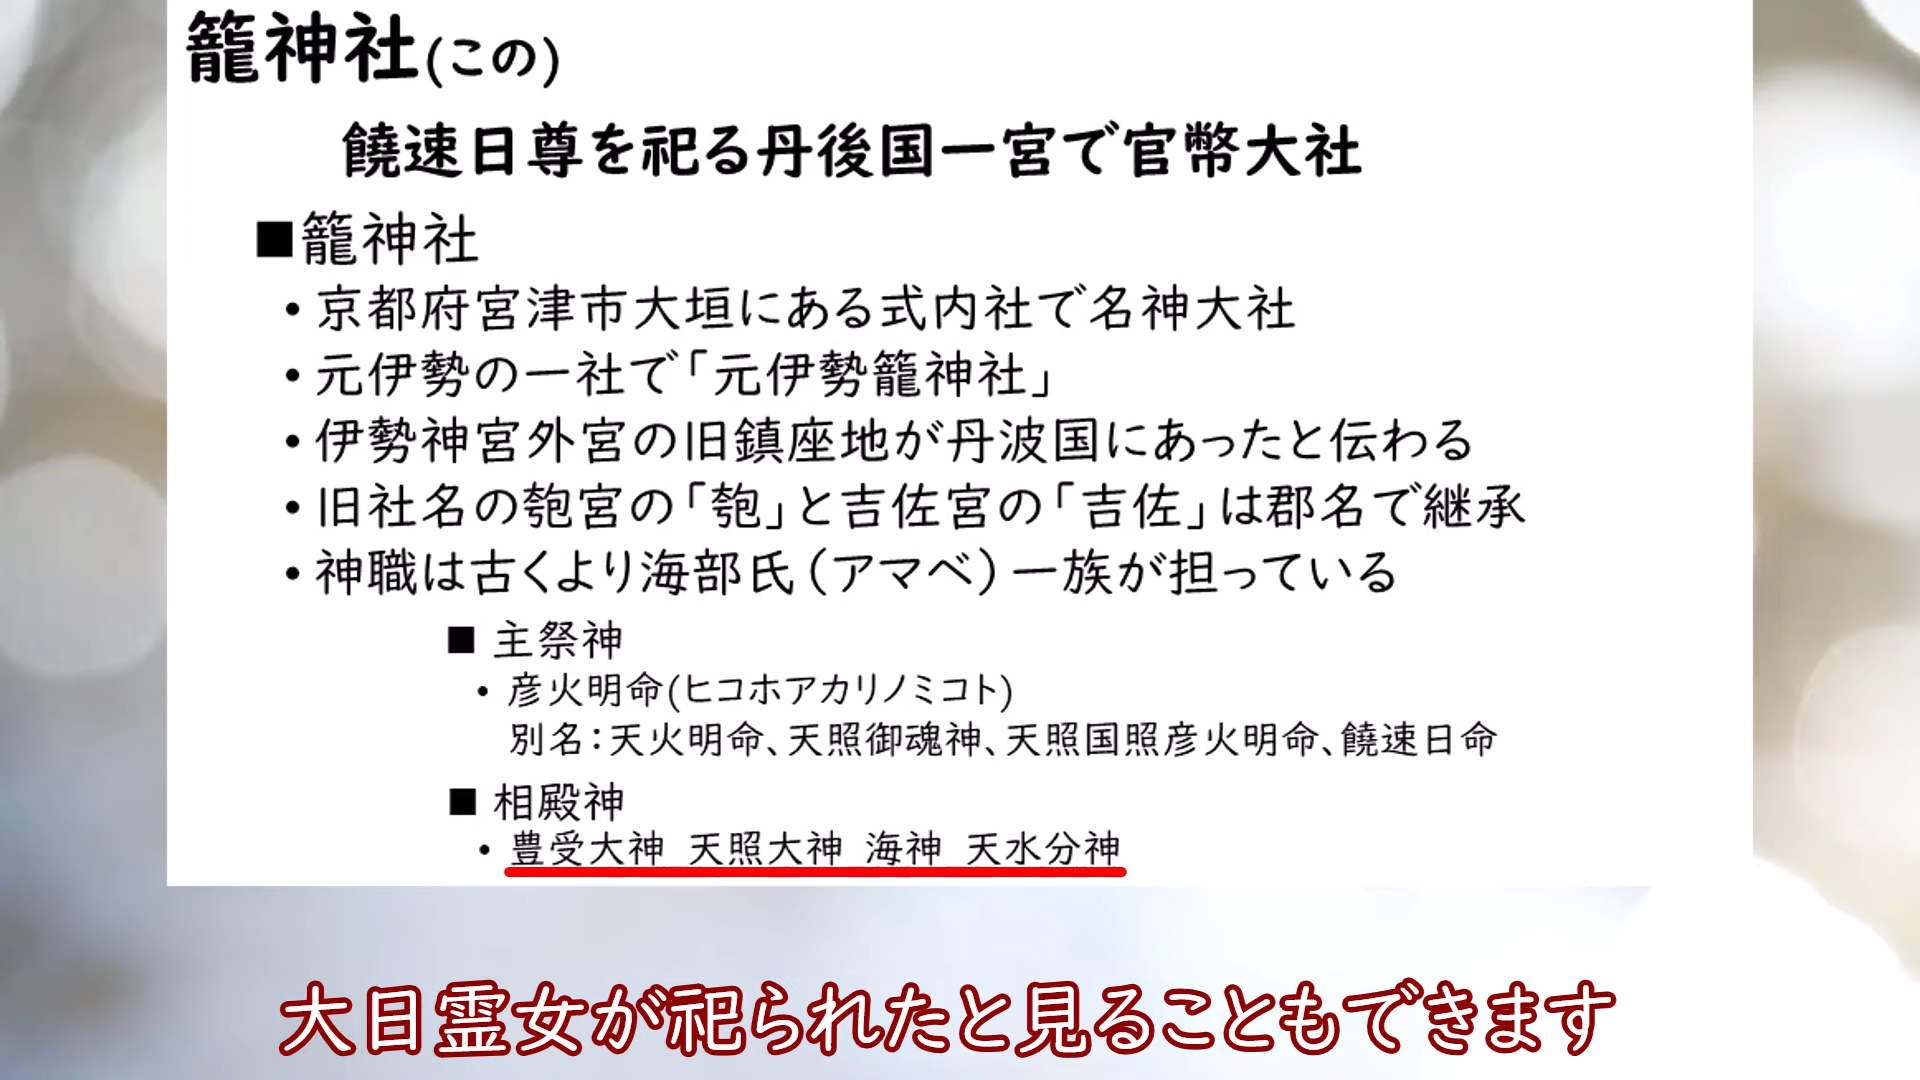 籠神社(この)
饒速日尊を祀る丹後国一宮で官幣大社
■籠神社
• 京都府宮津市大垣にある式内社で名神大社
• 元伊勢の一社で「元伊勢籠神社」
• 伊勢神宮外宮の旧鎮座地が丹波国にあったと伝わる
• 旧社名の匏宮の「匏」と吉佐宮の「吉佐」は郡名で継承
• 神職は古くより海部氏（アマベ）一族が担っている
■ 主祭神
• 彦火明命(ヒコホアカリノミコト)
別名：天火明命、天照御魂神、天照国照彦火明命、饒速日命
■ 相殿神
• 豊受大神 天照大神 海神 天水分神
大日霊女が祀られたと見ることもできます